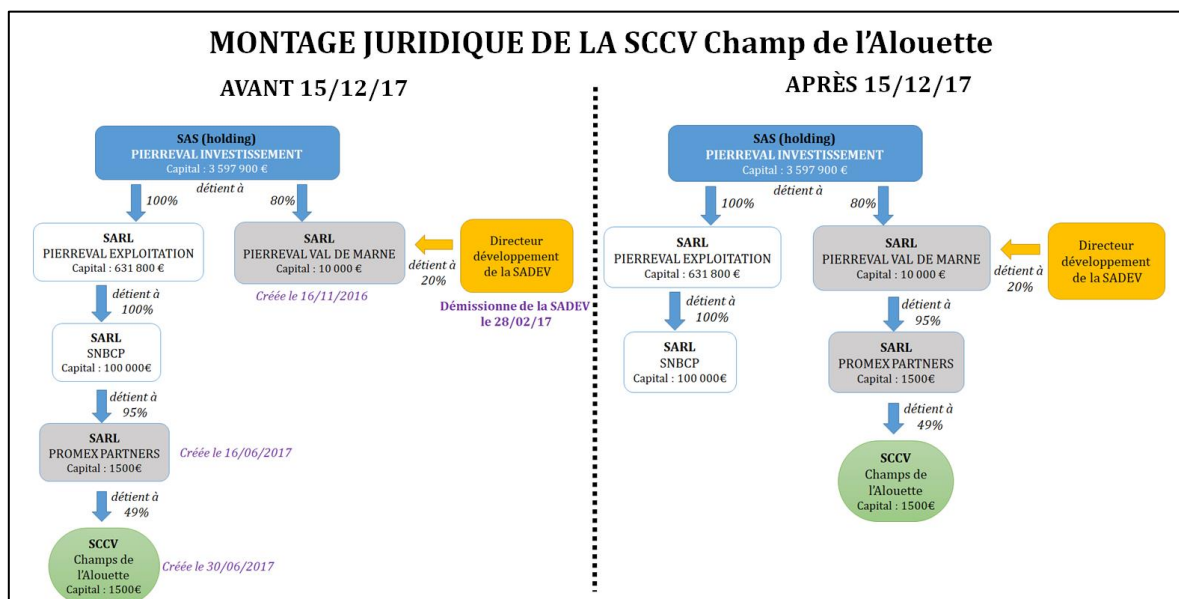 MONTAGE JURIDIQUE DE LA SCCV Champ de l'Alouette
AVANT 15/12/17
SAS (holding)
PIERREVAL INVESTISSEMENT
Capital : 3 597 900 €
détient à
100%
80%
SARL
PIERREVAL EXPLOITATION
Capital : 631 800 €
SARL
PIERREVAL VAL DE MARNE
Capital : 10 000 €
Créée le 16/11/2016
détient à
20%
Directeur
développement
de la SADEV
Démissionne de la SADEV
le 28/02/17
détient à
100%
SARL
SNBCP
Capital : 100 000€
détient à
95%
SARL
PROMEX PARTNERS
Capital : 1500€
Créée le 16/06/2017
détient à
49%
SCCV
Champs de
l'Alouette
Capital : 1500€
Créée le 30/06/2017
APRÈS 15/12/17
SAS (holding)
PIERREVAL INVESTISSEMENT
Capital : 3 597 900 €
détient à
100%
80%
SARL
PIERREVAL EXPLOITATION
Capital : 631 800 €
SARL
PIERREVAL VAL DE MARNE
Capital : 10 000 €
détient à
20%
Directeur
développement
de la SADEV
détient à
100%
détient à
95%
SARL
SNBCP
Capital : 100 000€
SARL
PROMEX PARTNERS
Capital : 1500€
détient à
49%
SCCV
Champs de
l'Alouette
Capital : 1500€